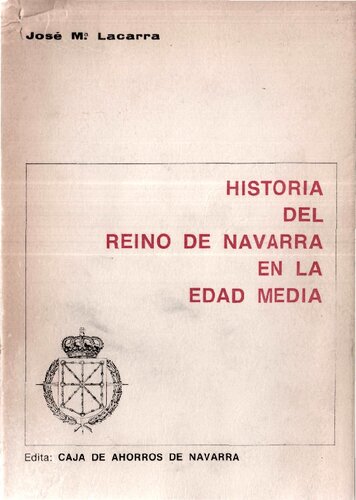 José Mª Lacarra
HISTORIA
DEL
REINO DE NAVARRA
EN LA
EDAD MEDIA
Edita: CAJA DE AHORROS DE NAVARRA